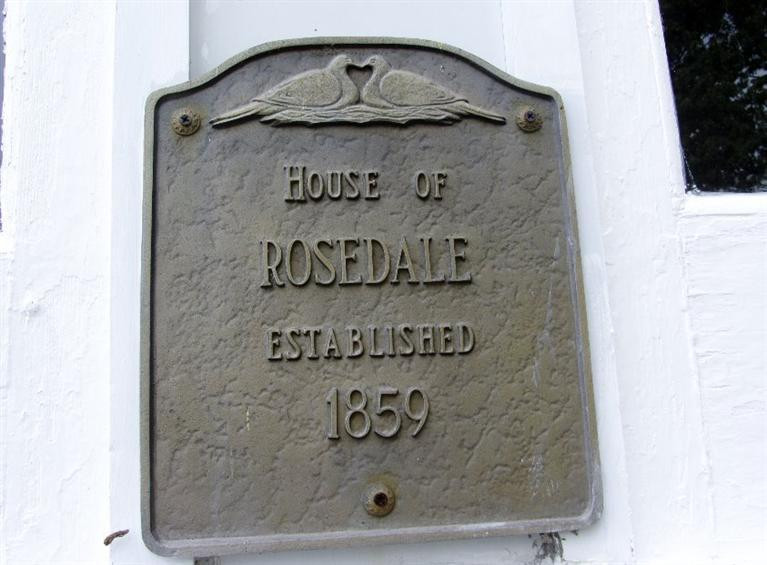 HOUSE OF
ROSEDALE
ESTABLISHED
1859